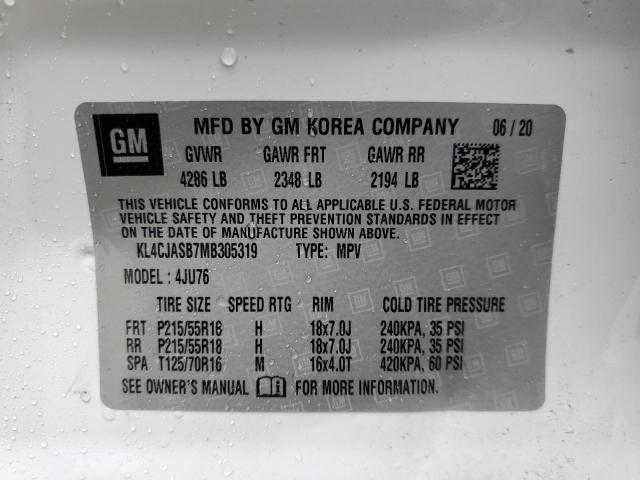 GM
MFD BY GM KOREA COMPANY 06 / 20
GVWR GAWR FRT GAWR RR
4286 LB 2348 LB 2194 LB
THIS VEHICLE CONFORMS TO ALL APPLICABLE U.S. FEDERAL MOTOR
VEHICLE SAFETY AND THEFT PREVENTION STANDARDS IN EFFECT
ON THE DATE OF MANUFACTURE SHOWN ABOVE.
KL4CJASB7MB305319 TYPE: MPV
MODEL : 4JU76
TIRE SIZE SPEED RTG RIM COLD TIRE PRESSURE
FRT P215/55R18 H 18x7.0J 240KPA, 35 PSI
RR P215/55R18 H 18x7.0J 240KPA, 35 PSI
SPA T125/70R16 M 16x4.0T 420KPA, 60 PSI
SEE OWNER'S MANUAL FOR MORE INFORMATION.